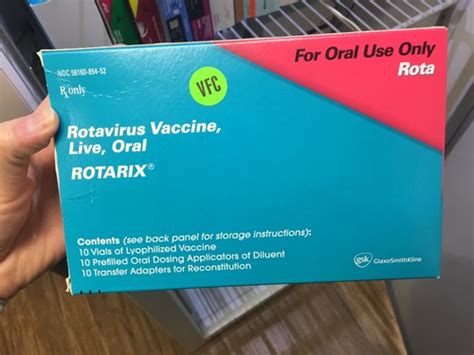 NDC 58160-854-52
Rx only
VFC
For Oral Use Only
Rota
Rotavirus Vaccine,
Live, Oral
ROTARIX®
Contents (see back panel for storage instructions):
10 Vials of Lyophilized Vaccine
10 Prefilled Oral Dosing Applicators of Diluent
10 Transfer Adapters for Reconstitution
gsk GlaxoSmithKline